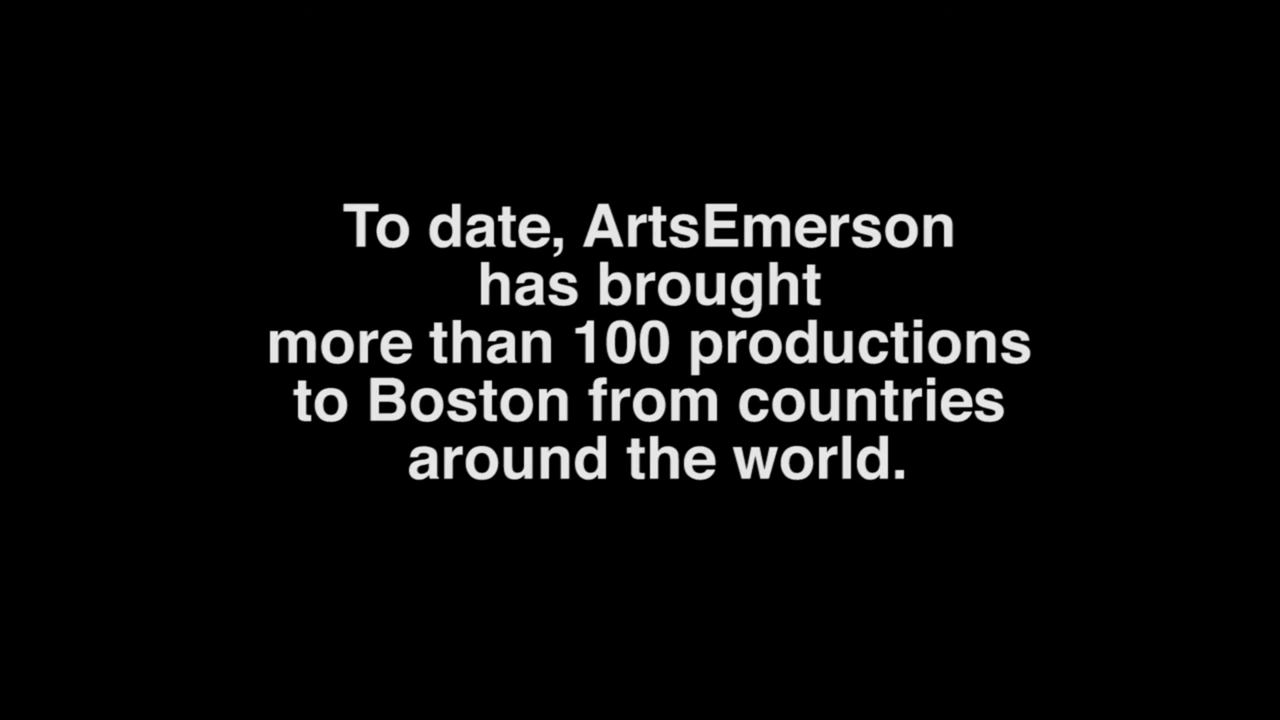 To date, ArtsEmerson
has brought
more than 100 productions
to Boston from countries
around the world.